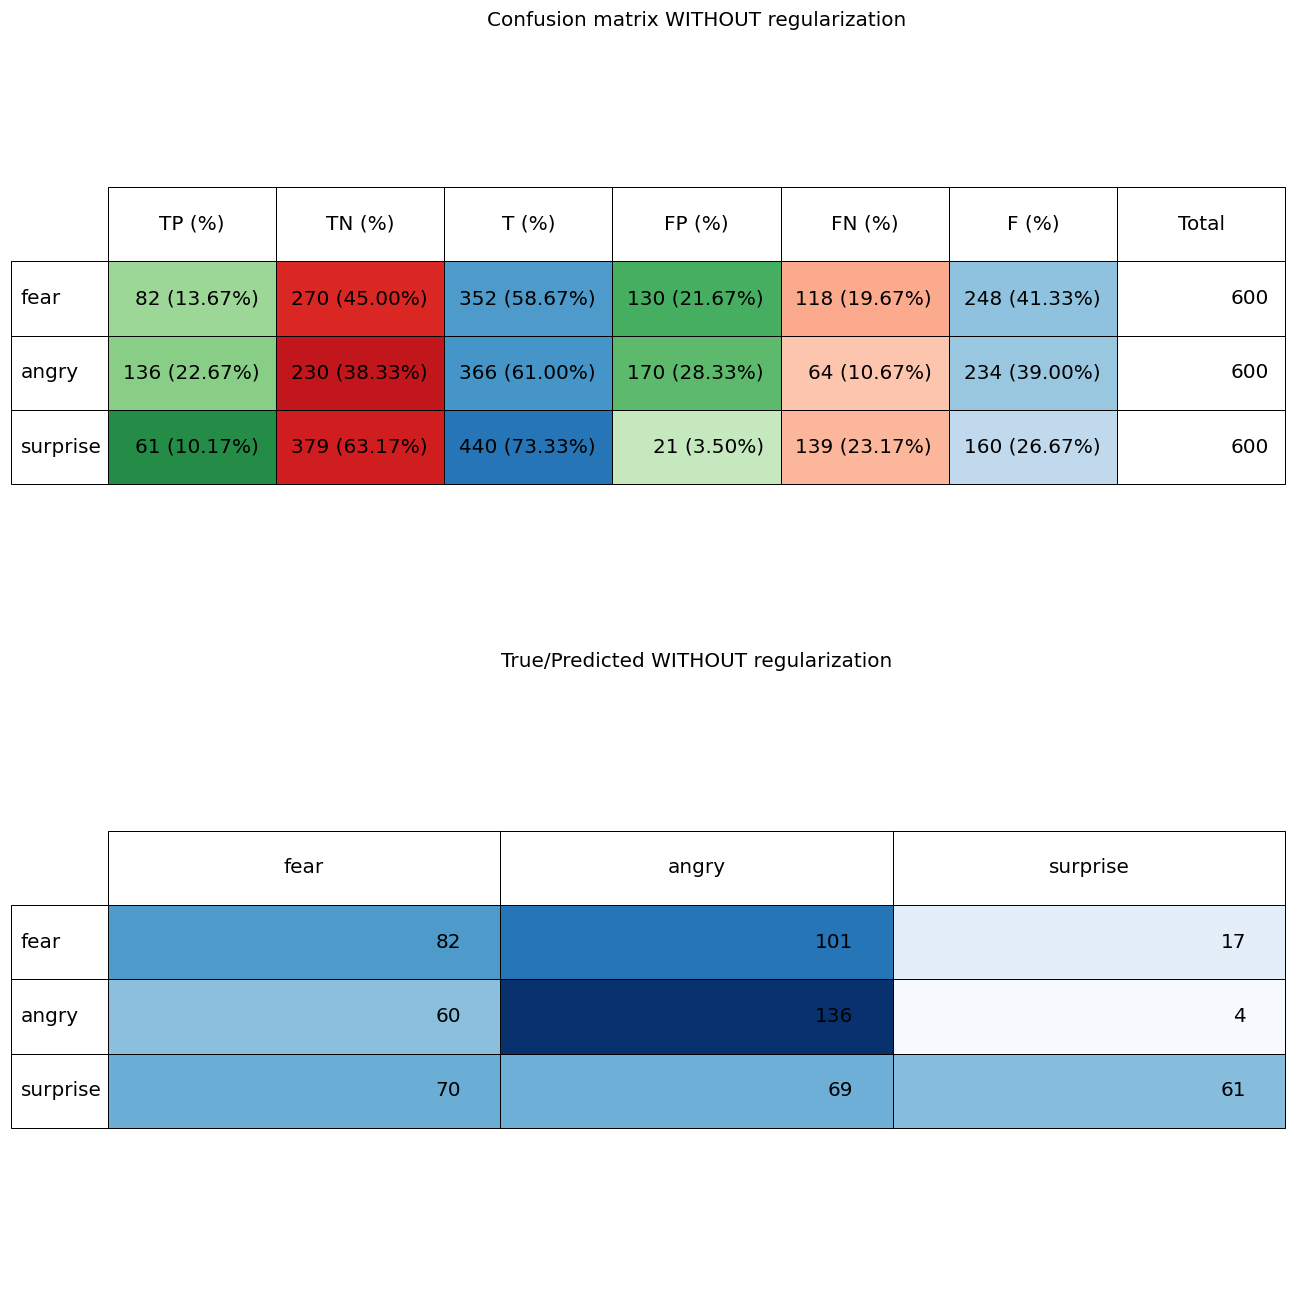 Confusion matrix WITHOUT regularization
TP (%) TN (%) T (%) FP (%) FN (%) F (%) Total
fear 82 (13.67%) 270 (45.00%) 352 (58.67%) 130 (21.67%) 118 (19.67%) 248 (41.33%) 600
angry 136 (22.67%) 230 (38.33%) 366 (61.00%) 170 (28.33%) 64 (10.67%) 234 (39.00%) 600
surprise 61 (10.17%) 379 (63.17%) 440 (73.33%) 21 (3.50%) 139 (23.17%) 160 (26.67%) 600
True/Predicted WITHOUT regularization
fear angry surprise
fear 82 101 17
angry 60 136 4
surprise 70 69 61